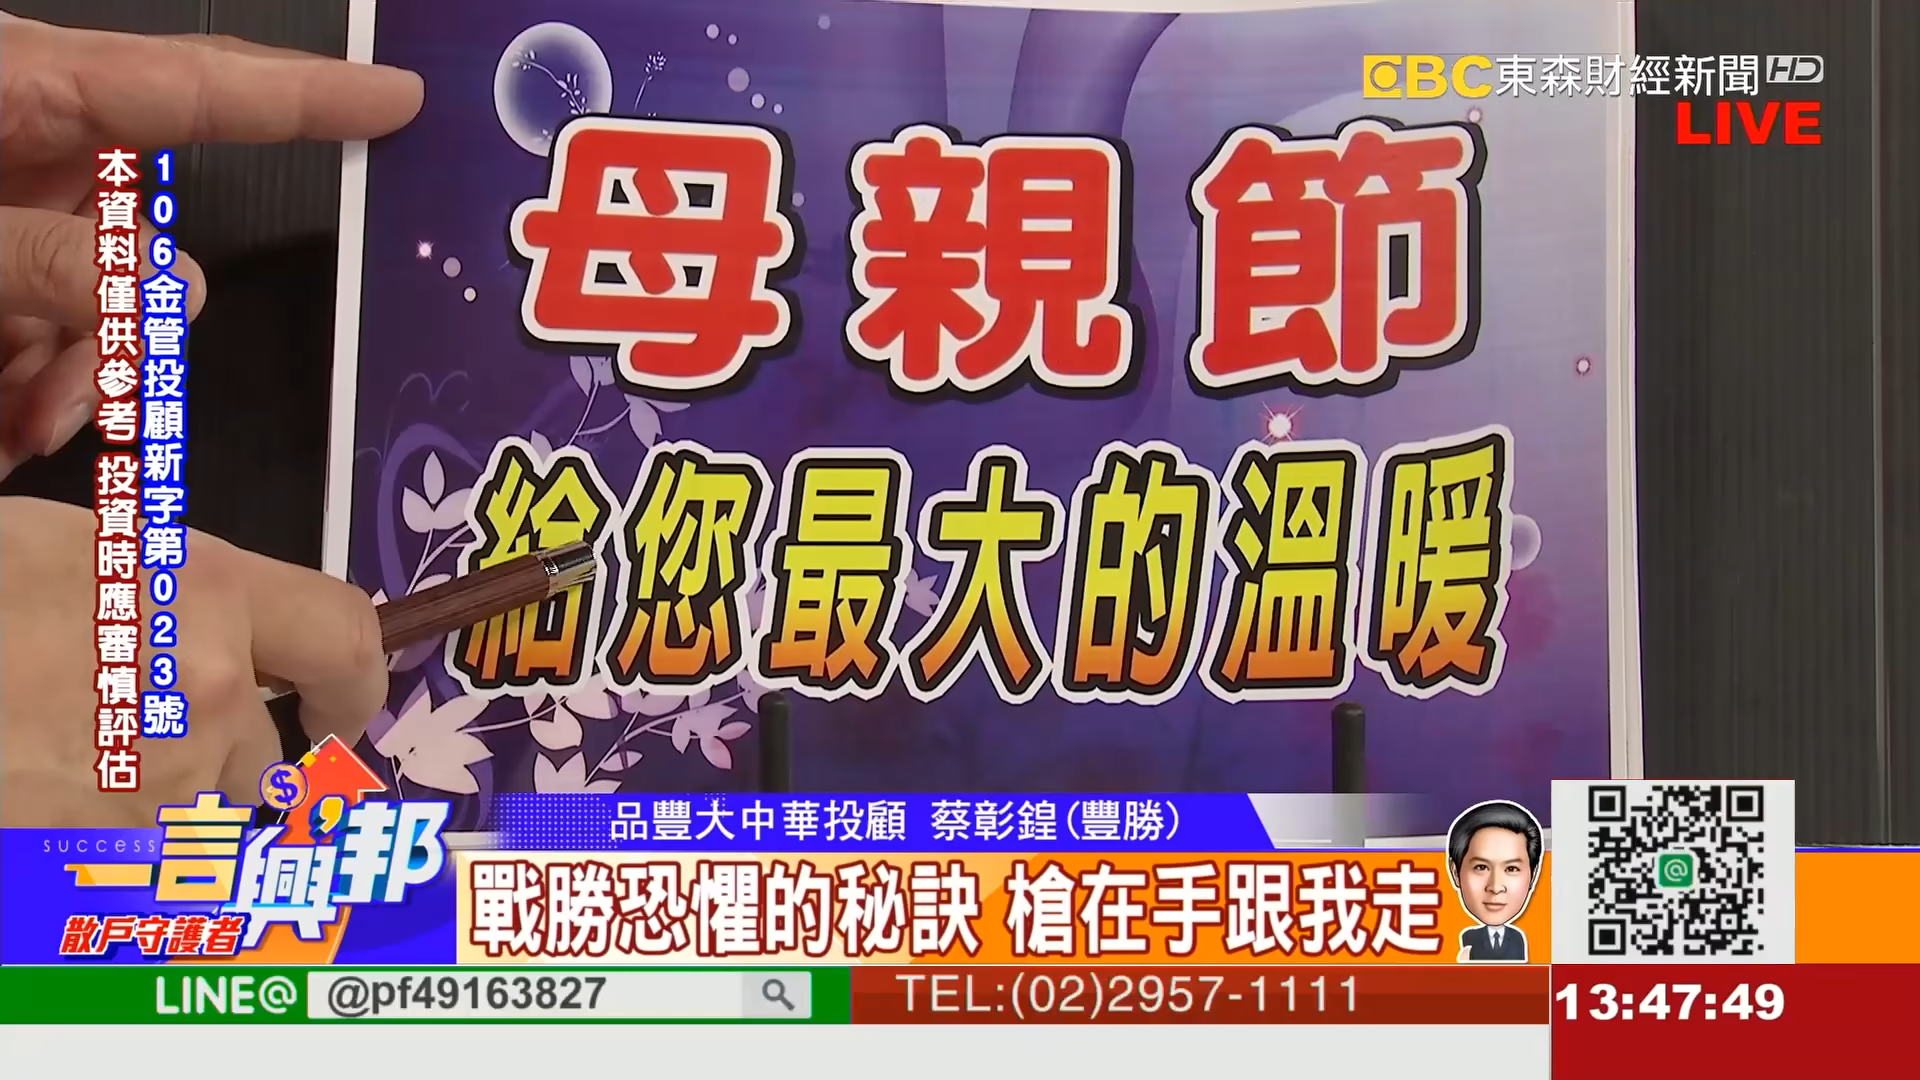 EBC東森財經新聞HD
LIVE
母親節
給您最大的溫暖
106金管投顧新字第023號
本資料僅供參考 投資時應審慎評估
success
一言興邦
散戶守護者
品豐大中華投顧 蔡彰鍠(豐勝)
戰勝恐懼的秘訣 槍在手跟我走
LINE@ @pf49163827
TEL:(02)2957-1111
13:47:49